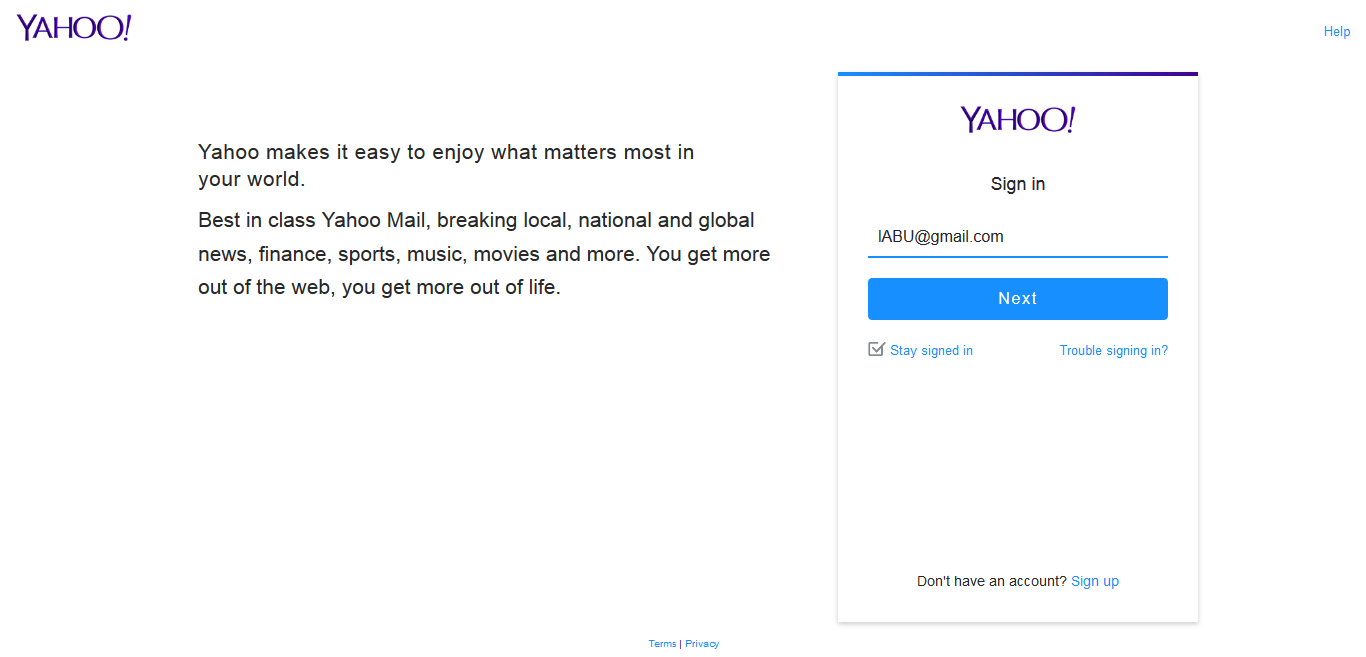 YAHOO!
Help
YAHOO!
Yahoo makes it easy to enjoy what matters most in
your world.
Best in class Yahoo Mail, breaking local, national and global
news, finance, sports, music, movies and more. You get more
out of the web, you get more out of life.
Sign in
lABU@gmail.com
Next
Stay signed in
Trouble signing in?
Don't have an account? Sign up
Terms | Privacy